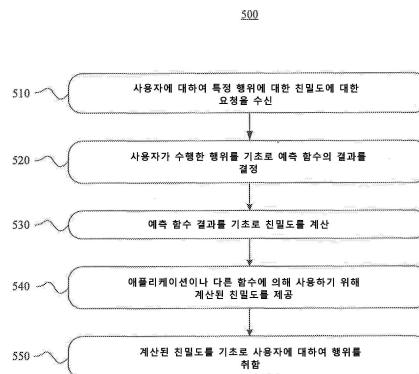 500
510
사용자에 대하여 특정 행위에 대한 친밀도에 대한
요청을 수신
520
사용자가 수행한 행위를 기초로 예측 함수의 결과를
결정
530
예측 함수 결과를 기초로 친밀도를 계산
540
애플리케이션이나 다른 함수에 의해 사용하기 위해
계산된 친밀도를 제공
550
계산된 친밀도를 기초로 사용자에 대하여 행위를
취함